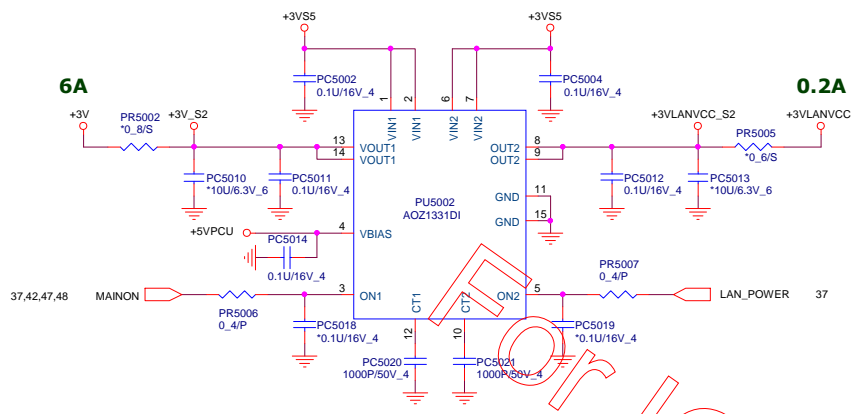 +3VS5
+3VS5
PC5002
0.1U/16V_4
PC5004
0.1U/16V_4
6A
0.2A
1
2
6
7
VIN1
VIN1
VIN2
VIN2
+3V
PR5002
*0_8/S
+3V_S2
+3VLANVCC_S2
PR5005
*0_6/S
+3VLANVCC
13
14
VOUT1
VOUT1
OUT2
OUT2
8
9
PC5010
*10U/6.3V_6
PC5011
0.1U/16V_4
PC5012
0.1U/16V_4
PC5013
*10U/6.3V_6
PU5002
AOZ1331DI
GND
11
GND
15
+5VPCU
4
VBIAS
PC5014
0.1U/16V_4
37,42,47,48
MAINON
PR5006
0_4/P
3
ON1
CT1
CT2
ON2
5
PR5007
0_4/P
LAN_POWER
37
PC5018
*0.1U/16V_4
12
10
PC5019
*0.1U/16V_4
PC5020
1000P/50V_4
PC5021
1000P/50V_4
For